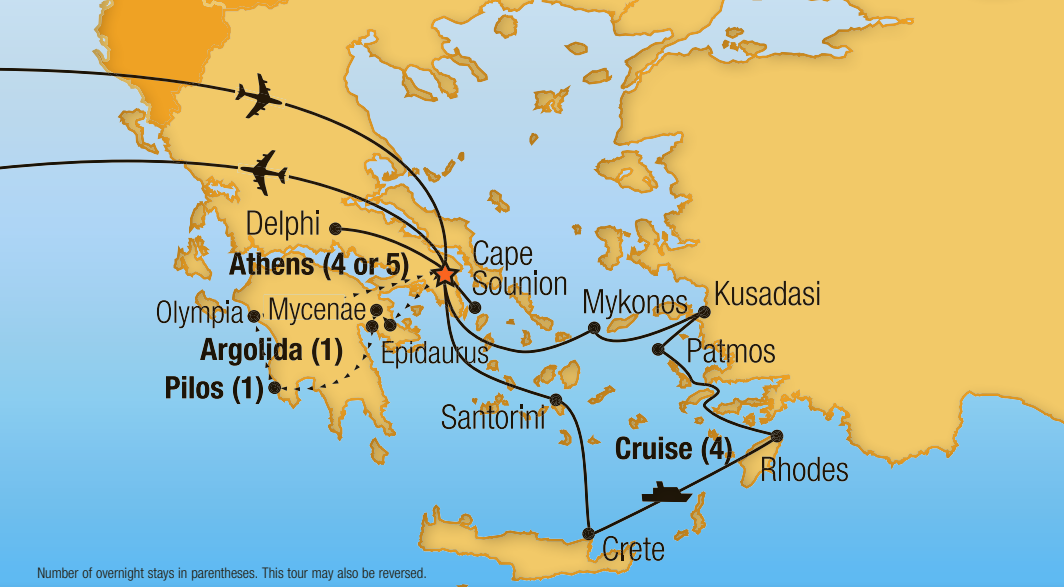 Delphi
Athens (4 or 5)
Cape
Sounion
Olympia
Mycenae
Mykonos
Kusadasi
Argolida (1)
Epidaurus
Patmos
Pilos (1)
Santorini
Cruise (4)
Rhodes
Crete
Number of overnight stays in parentheses. This tour may also be reversed.